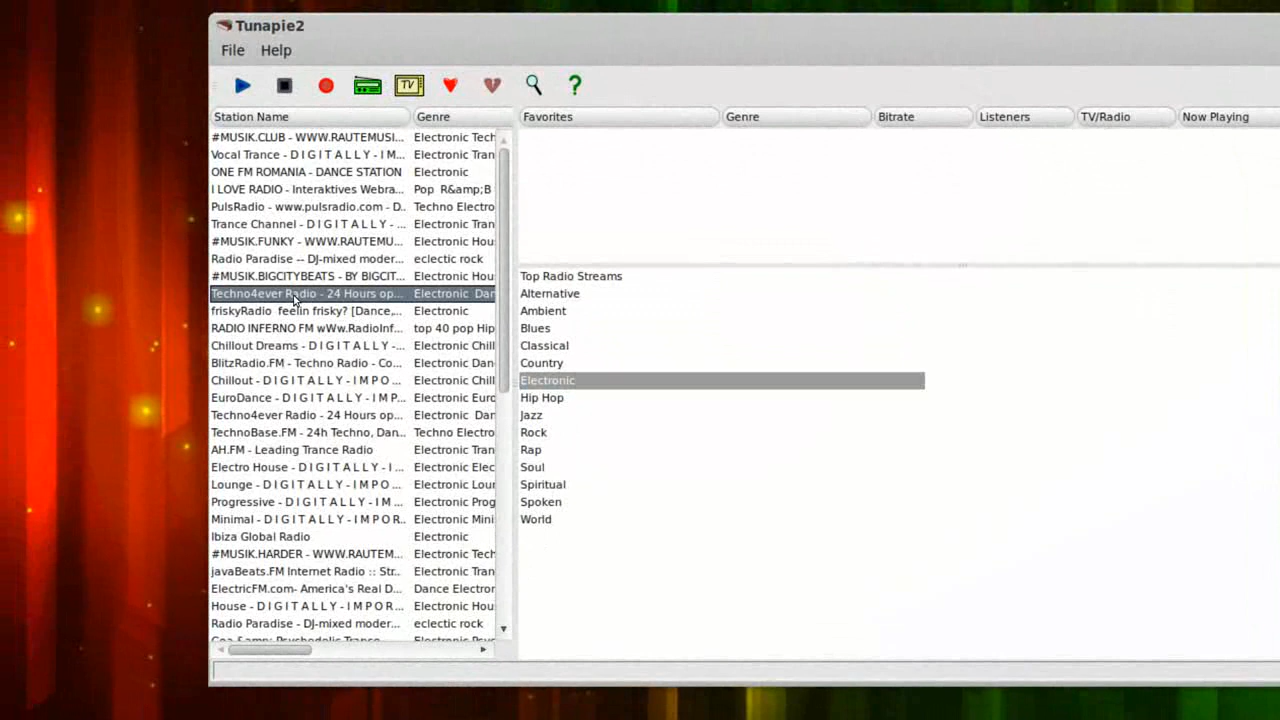 Tunapie2
File Help
TV
Station Name Genre Favorites Genre Bitrate Listeners TV/Radio Now Playing
#MUSIK.CLUB - WWW.RAUTEMUSI... Electronic Tech
Vocal Trance - D I G I T A L L Y - I M... Electronic Tran
ONE FM ROMANIA - DANCE STATION Electronic
I LOVE RADIO - Interaktives Webra... Pop R&amp;B
PulsRadio - www.pulsradio.com - D.. Techno Electro
Trance Channel - D I G I T A L L Y - ... Electronic Tran
#MUSIK.FUNKY - WWW.RAUTEMU... Electronic Hou
Radio Paradise -- DJ-mixed moder... eclectic rock
#MUSIK.BIGCITYBEATS - BY BIGCIT... Electronic Hou
Techno4ever Radio - 24 Hours op... Electronic Dan
friskyRadio feelin frisky? [Dance,... Electronic
RADIO INFERNO FM wWw.RadioInf... top 40 pop Hip
Chillout Dreams - D I G I T A L L Y -... Electronic Chill
BlitzRadio.FM - Techno Radio - Co... Electronic Dan
Chillout - D I G I T A L L Y - I M P O ... Electronic Chill
EuroDance - D I G I T A L L Y - I M P... Electronic Euro
Techno4ever Radio - 24 Hours op... Electronic Dan
TechnoBase.FM - 24h Techno, Dan... Techno Electro
AH.FM - Leading Trance Radio Electronic Tran
Electro House - D I G I T A L L Y - I ... Electronic Elec
Lounge - D I G I T A L L Y - I M P O ... Electronic Lour
Progressive - D I G I T A L L Y - I M ... Electronic Prog
Minimal - D I G I T A L L Y - I M P O R.. Electronic Mini
Ibiza Global Radio Electronic
#MUSIK.HARDER - WWW.RAUTEM... Electronic Tech
javaBeats.FM Internet Radio :: Str... Electronic Tran
ElectricFM.com- America's Real D... Dance Electron
House - D I G I T A L L Y - I M P O R... Electronic Hou
Radio Paradise - DJ-mixed moder... eclectic rock
Goa &amp; Psychedelic Trance Electronic Psyc
Top Radio Streams
Alternative
Ambient
Blues
Classical
Country
Electronic
Hip Hop
Jazz
Rock
Rap
Soul
Spiritual
Spoken
World